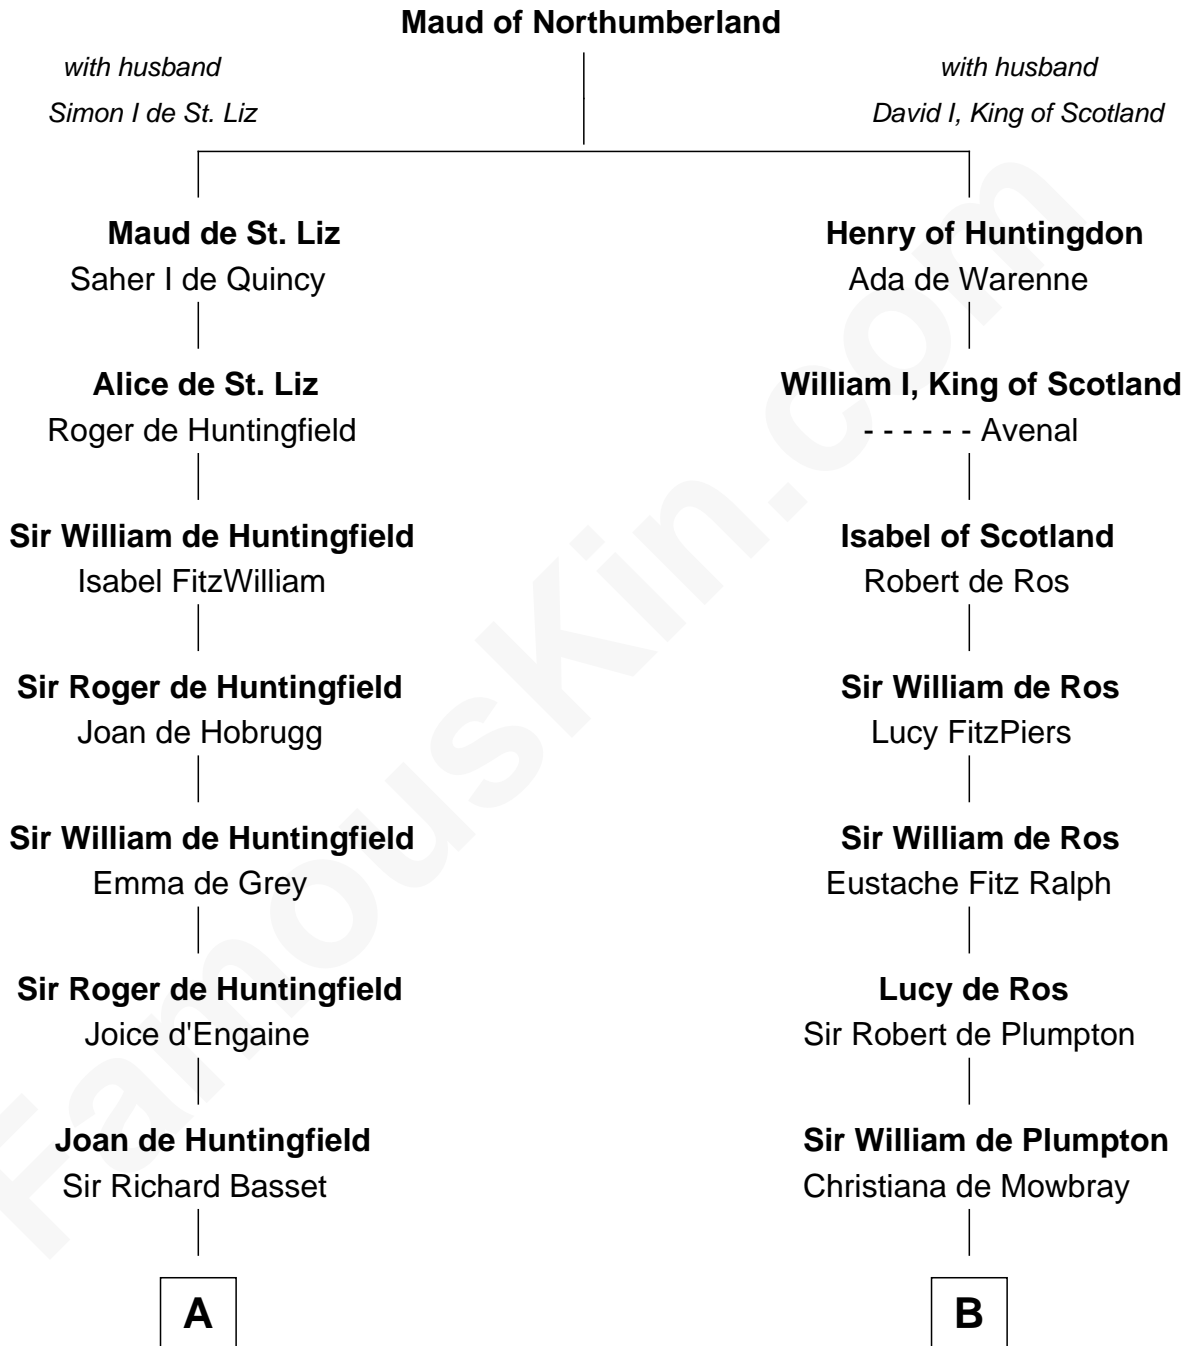 Maud of Northumberland
with husband
Simon I de St. Liz
with husband
David I, King of Scotland
Maud de St. Liz
Saher I de Quincy
Henry of Huntingdon
Ada de Warenne
Alice de St. Liz
Roger de Huntingfield
William I, King of Scotland
- - - - - - Avenal
Sir William de Huntingfield
Isabel FitzWilliam
Isabel of Scotland
Robert de Ros
Sir Roger de Huntingfield
Joan de Hobrugg
Sir William de Ros
Lucy FitzPiers
Sir William de Huntingfield
Emma de Grey
Sir William de Ros
Eustache Fitz Ralph
Sir Roger de Huntingfield
Joice d'Engaine
Lucy de Ros
Sir Robert de Plumpton
Joan de Huntingfield
Sir Richard Basset
Sir William de Plumpton
Christiana de Mowbray
A
B
FamousKin.com